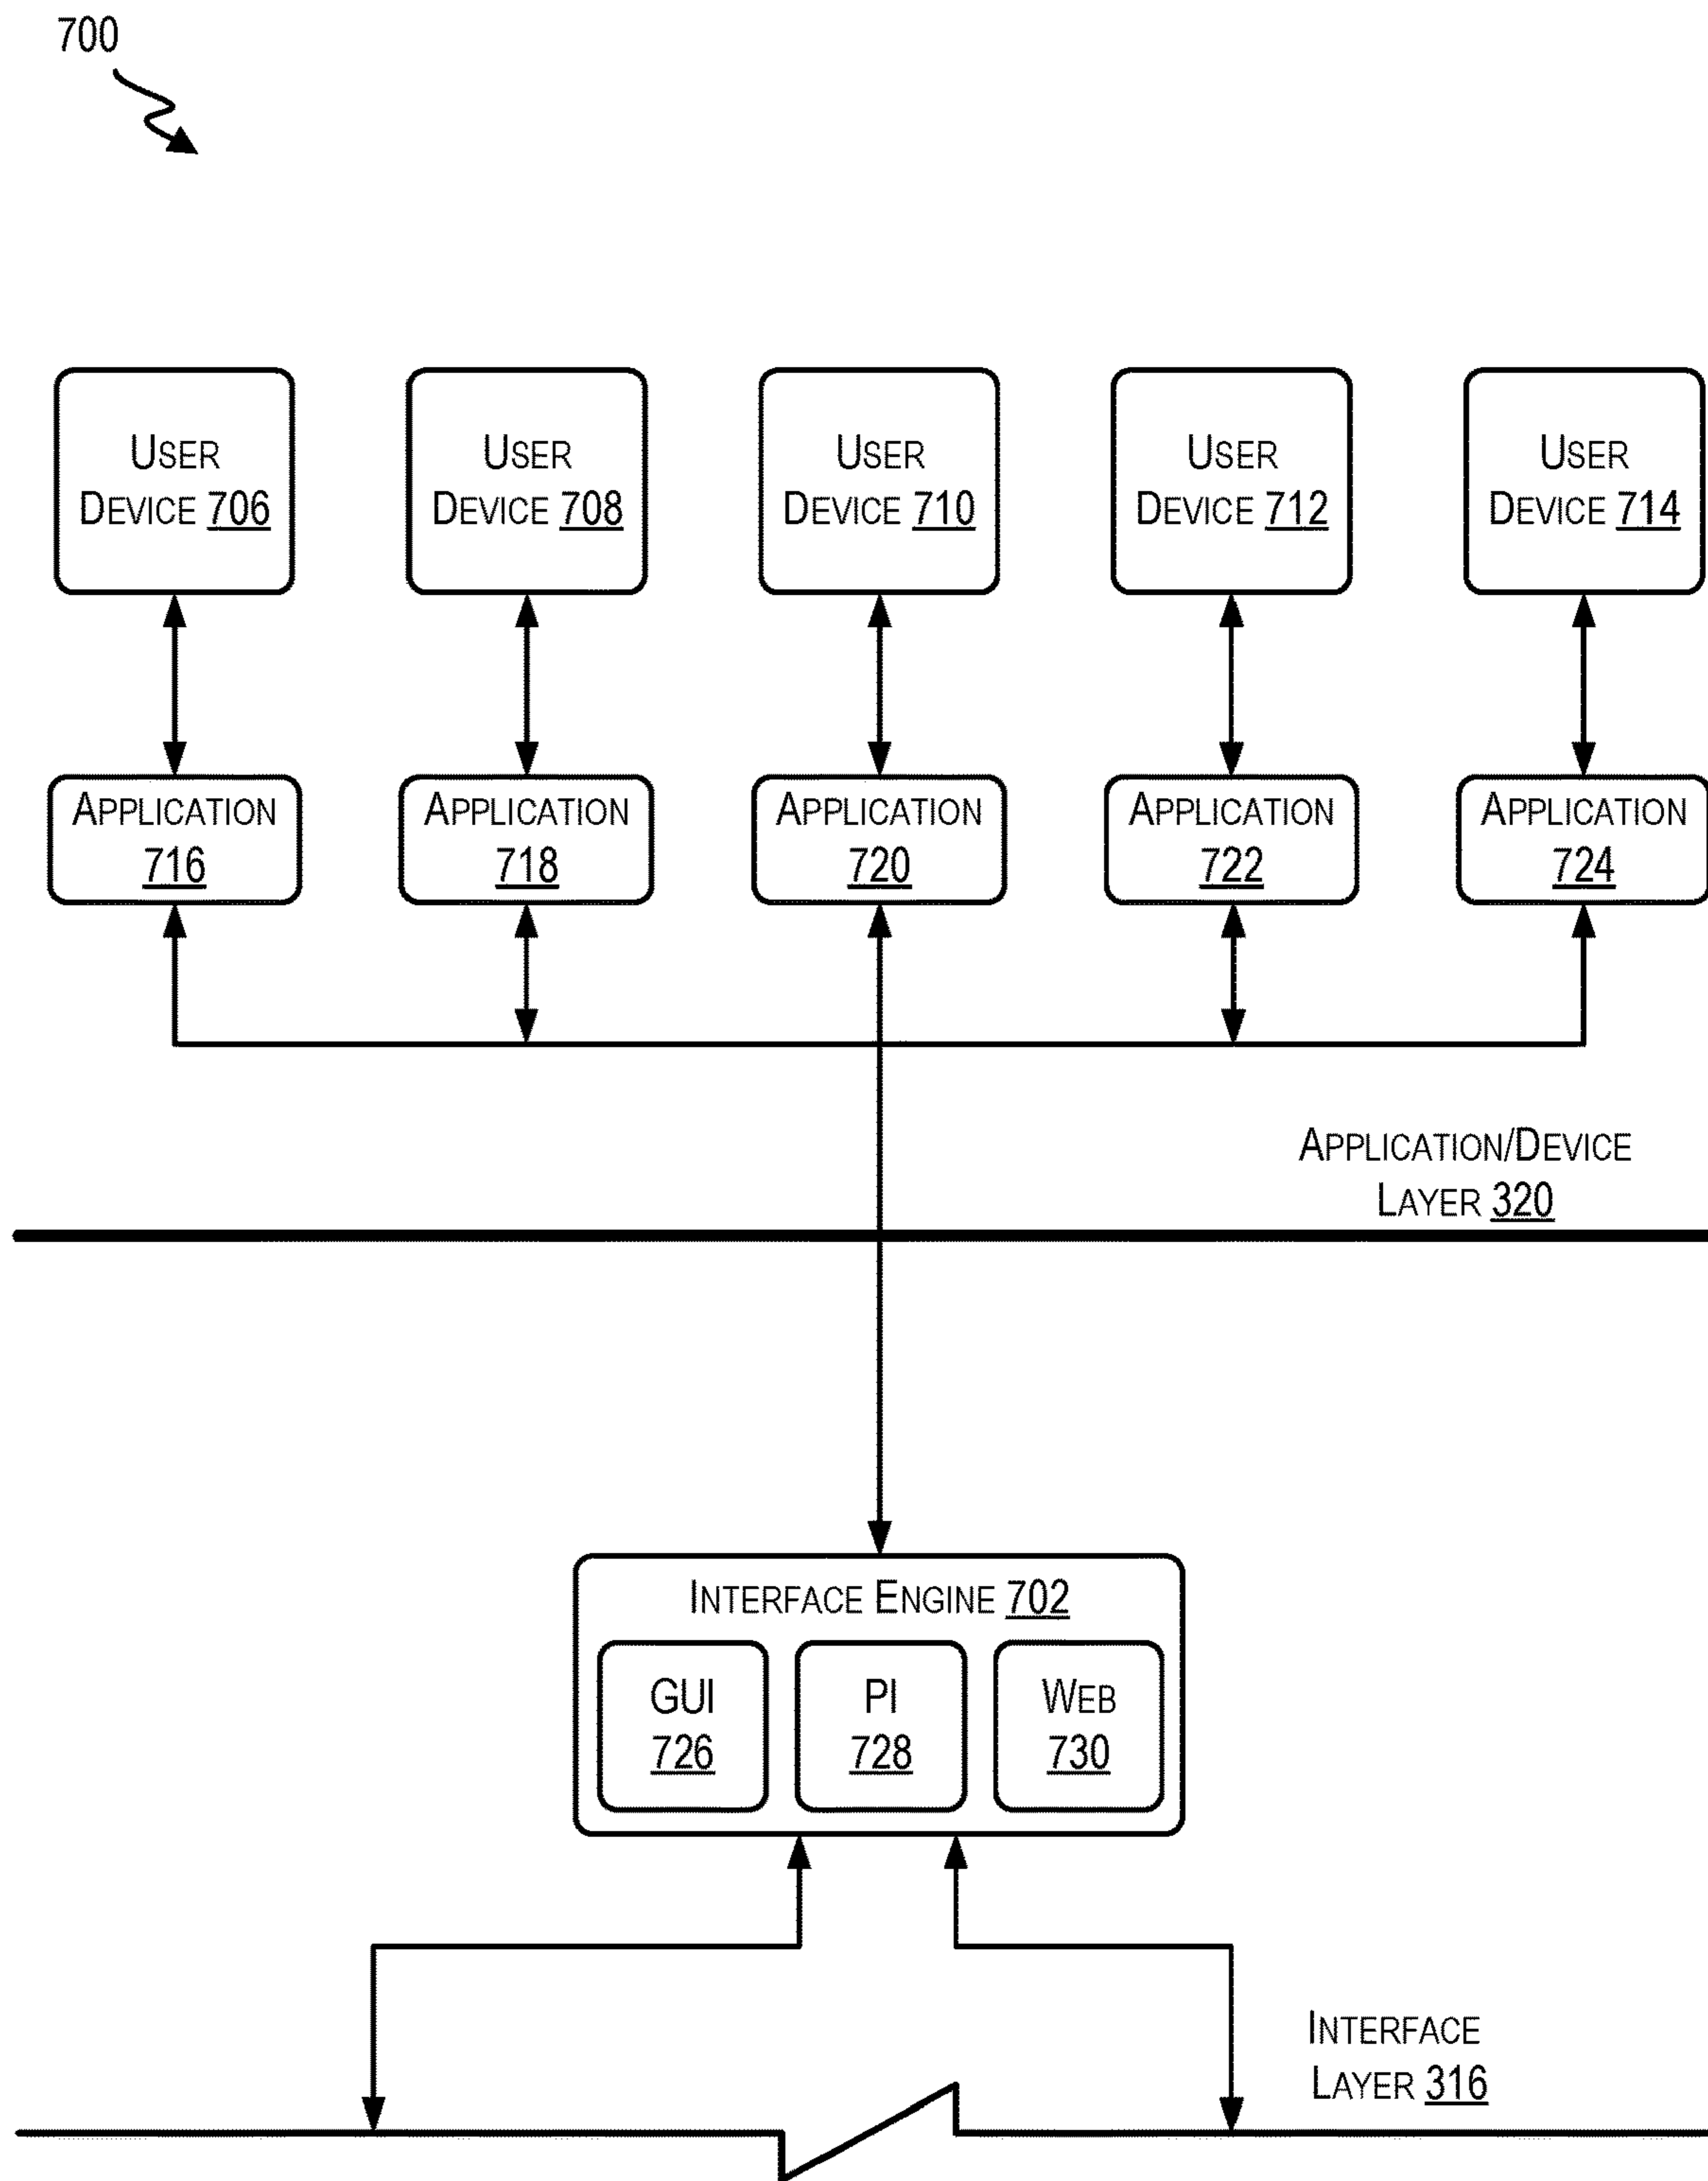 700
USER
DEVICE 706
USER
DEVICE 708
USER
DEVICE 710
USER
DEVICE 712
USER
DEVICE 714
APPLICATION
716
APPLICATION
718
APPLICATION
720
APPLICATION
722
APPLICATION
724
APPLICATION/DEVICE
LAYER 320
INTERFACE ENGINE 702
GUI
726
PI
728
WEB
730
INTERFACE
LAYER 316